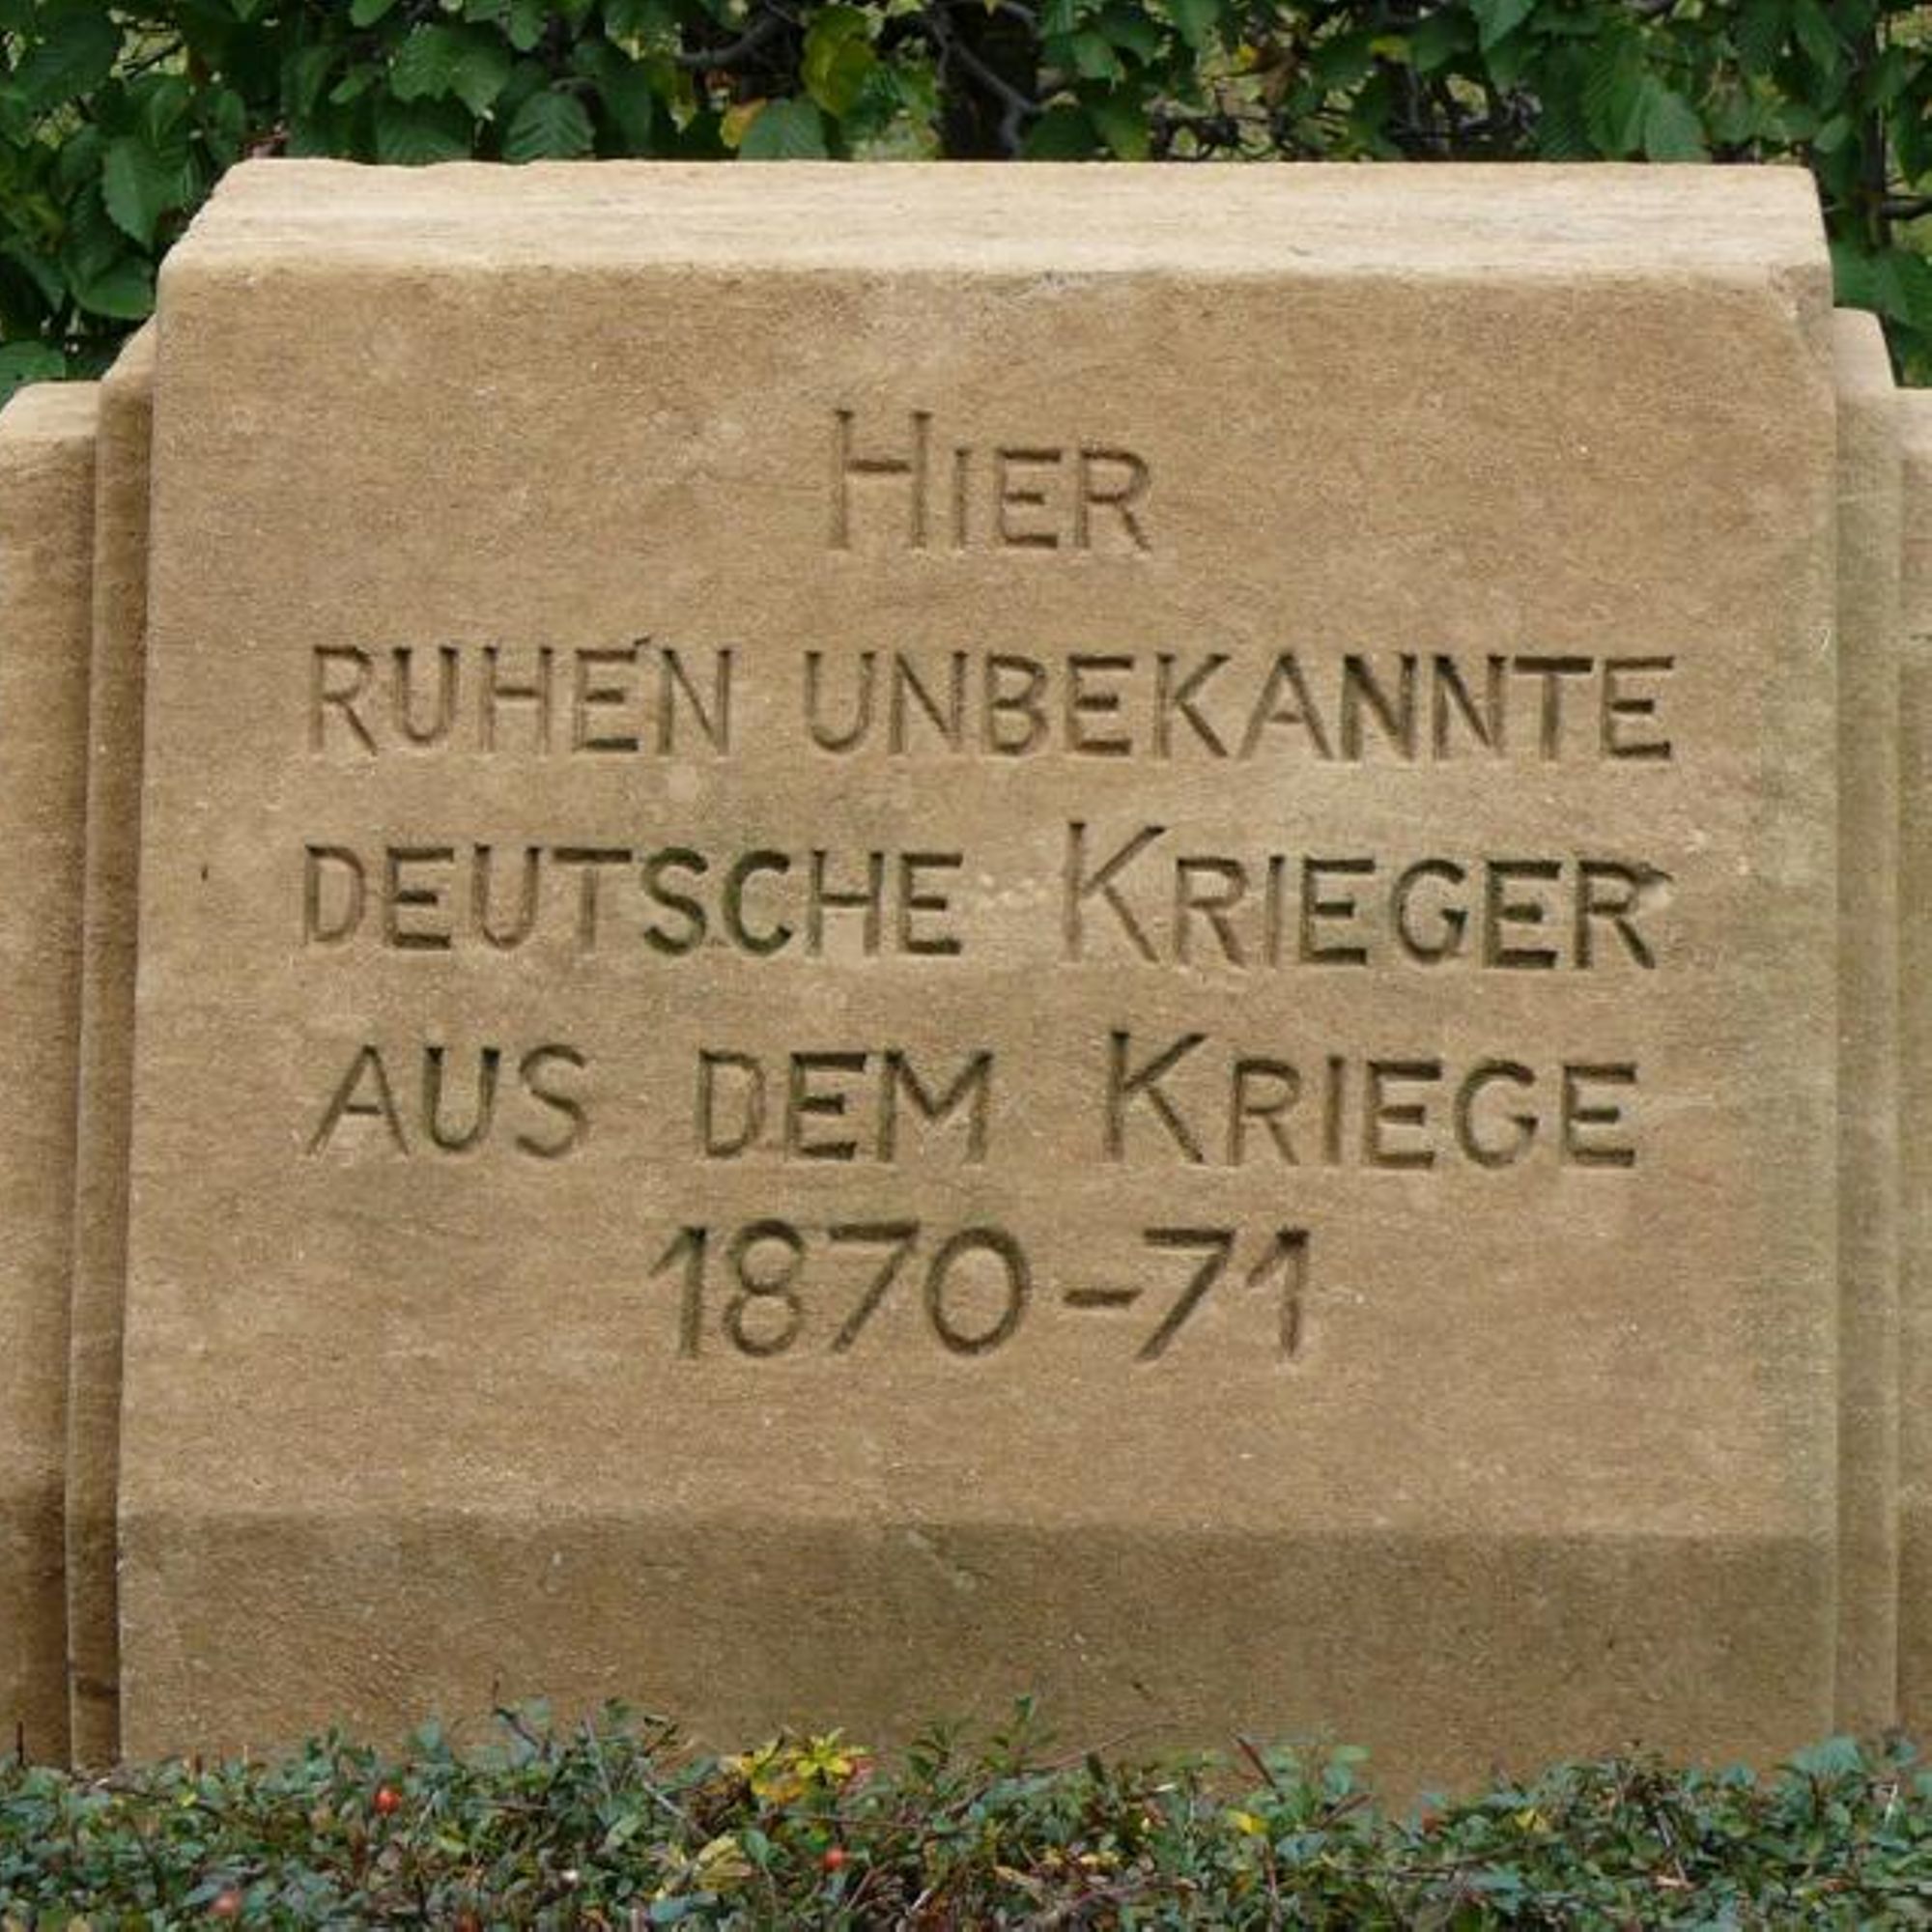 HIER
RUHEN UNBEKANNTE
DEUTSCHE KRIEGER
AUS DEM KRIEGE
1870-71